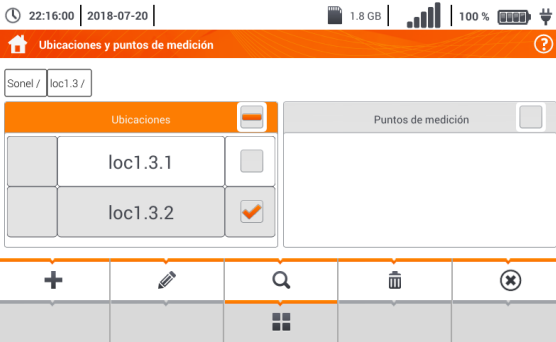 22:16:00 2018-07-20 1.8 GB 100 %
Ubicaciones y puntos de medición
Sonel / loc1.3 /
Ubicaciones Puntos de medición
loc1.3.1
loc1.3.2